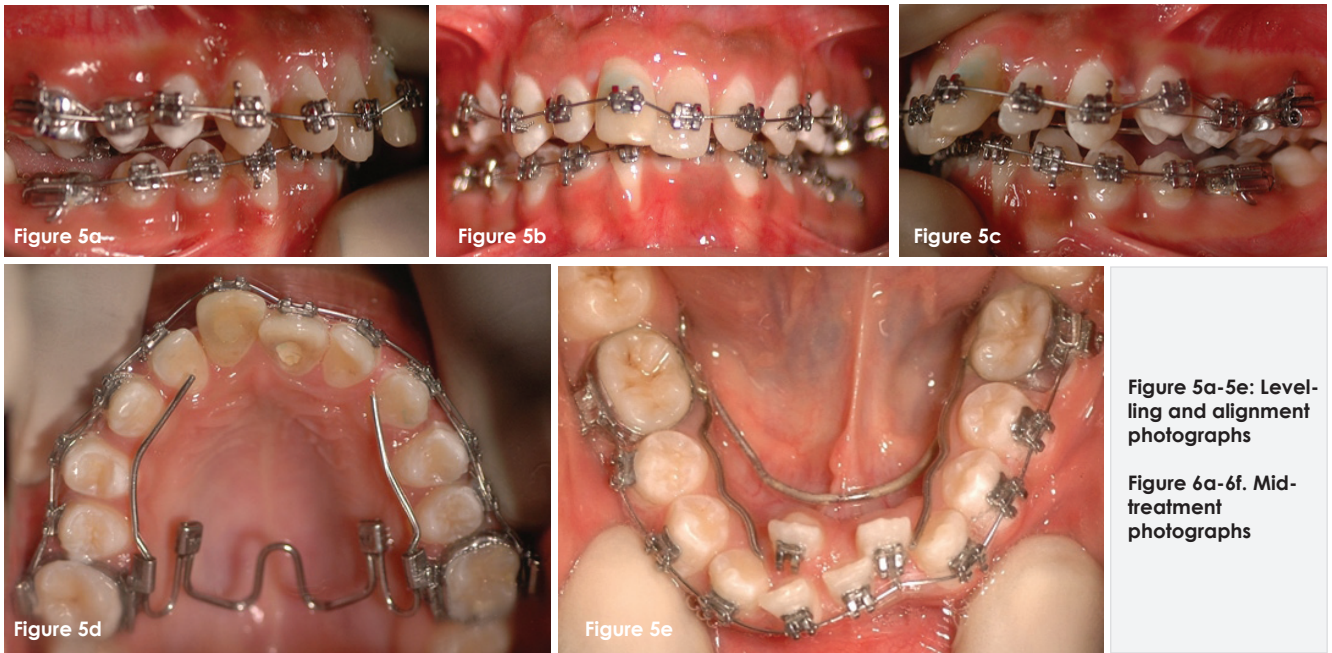 Figure 5a
Figure 5b
Figure 5c
Figure 5d
Figure 5e
Figure 5a-5e: Level-
ling and alignment
photographs
Figure 6a-6f. Mid-
treatment
photographs